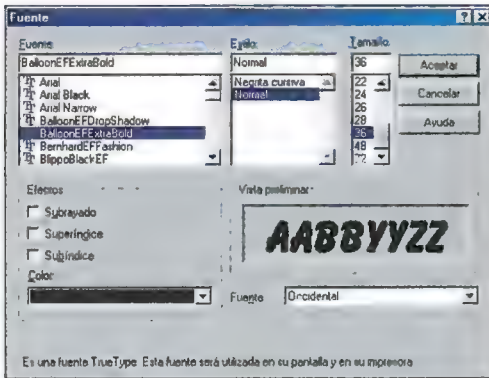 Fuente
Fuente: Estilo: Tamaño:
BalloonEFExtraBold Normal 36 Aceptar
Arial Negrita cursiva 22
Arial Black Normal 24 Cancelar
Arial Narrow 26
BalloonEFDropShadow 28 Ayuda
BalloonEFExtraBold 36
BernhardEFFashion 48
BlippoBlackEF 72
Efectos Vista preliminar
Subrayado
Superíndice
Subíndice
AABBYYZZ
Color
Fuente Occidental
Es una fuente TrueType. Esta fuente será utilizada en su pantalla y en su impresora